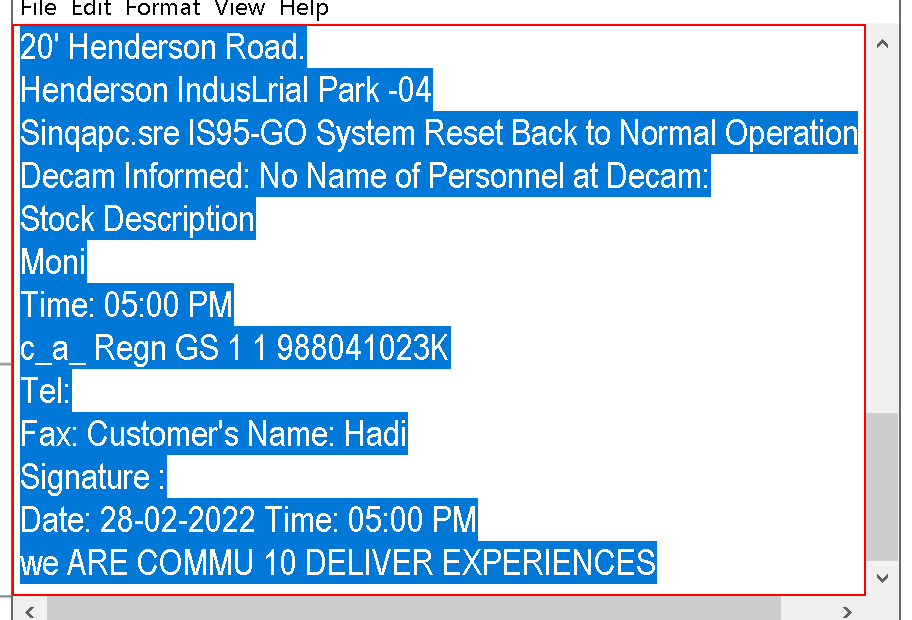 File Edit Format View Help
20' Henderson Road.
Henderson IndusLrial Park -04
Sinqapc.sre IS95-GO System Reset Back to Normal Operation
Decam Informed: No Name of Personnel at Decam:
Stock Description
Moni
Time: 05:00 PM
c_a_ Regn GS 1 1 988041023K
Tel:
Fax: Customer's Name: Hadi
Signature :
Date: 28-02-2022 Time: 05:00 PM
we ARE COMMU 10 DELIVER EXPERIENCES